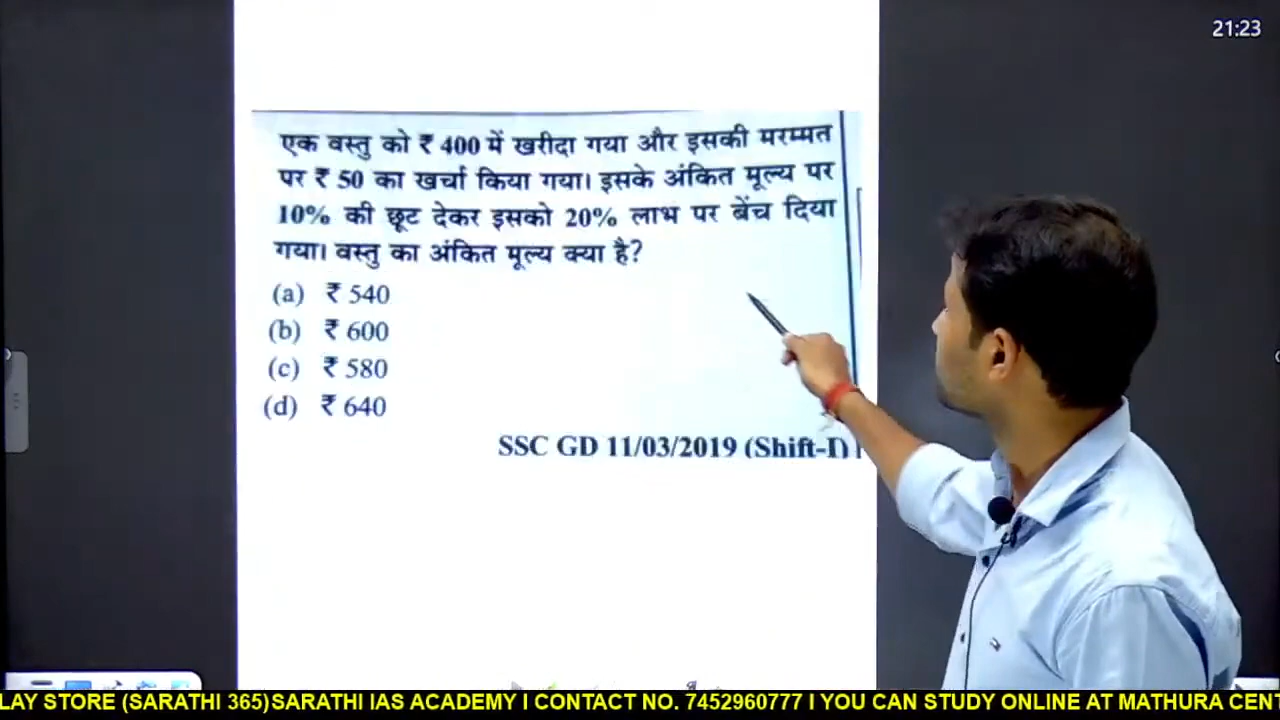 21:23
एक वस्तु को ₹ 400 में खरीदा गया और इसकी मरम्मत
पर ₹ 50 का खर्चा किया गया। इसके अंकित मूल्य पर
10% की छूट देकर इसको 20% लाभ पर बेंच दिया
गया। वस्तु का अंकित मूल्य क्या है?
(a) ₹ 540
(b) ₹ 600
(c) ₹ 580
(d) ₹ 640
SSC GD 11/03/2019 (Shift-I)
LAY STORE (SARATHI 365)SARATHI IAS ACADEMY I CONTACT NO. 7452960777 I YOU CAN STUDY ONLINE AT MATHURA CEN